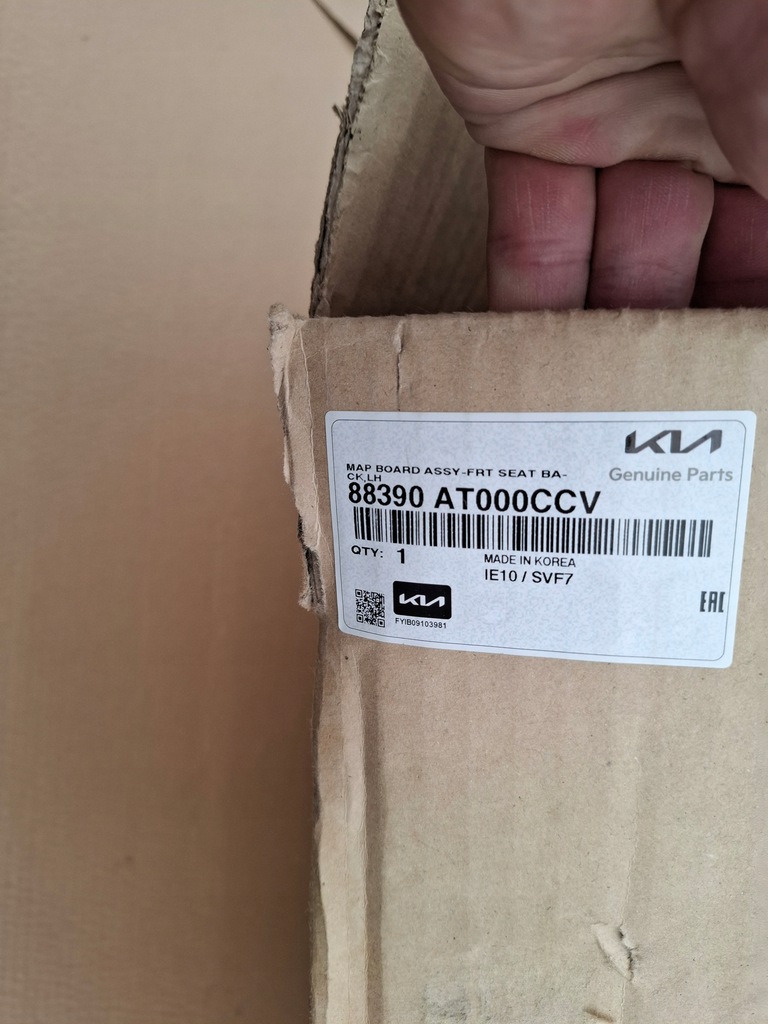 KIA
Genuine Parts
MAP BOARD ASSY-FRT SEAT BA-
CK,LH
88390 AT000CCV
QTY: 1
MADE IN KOREA
IE10 / SVF7
KIA
FYIB09103981
EAC